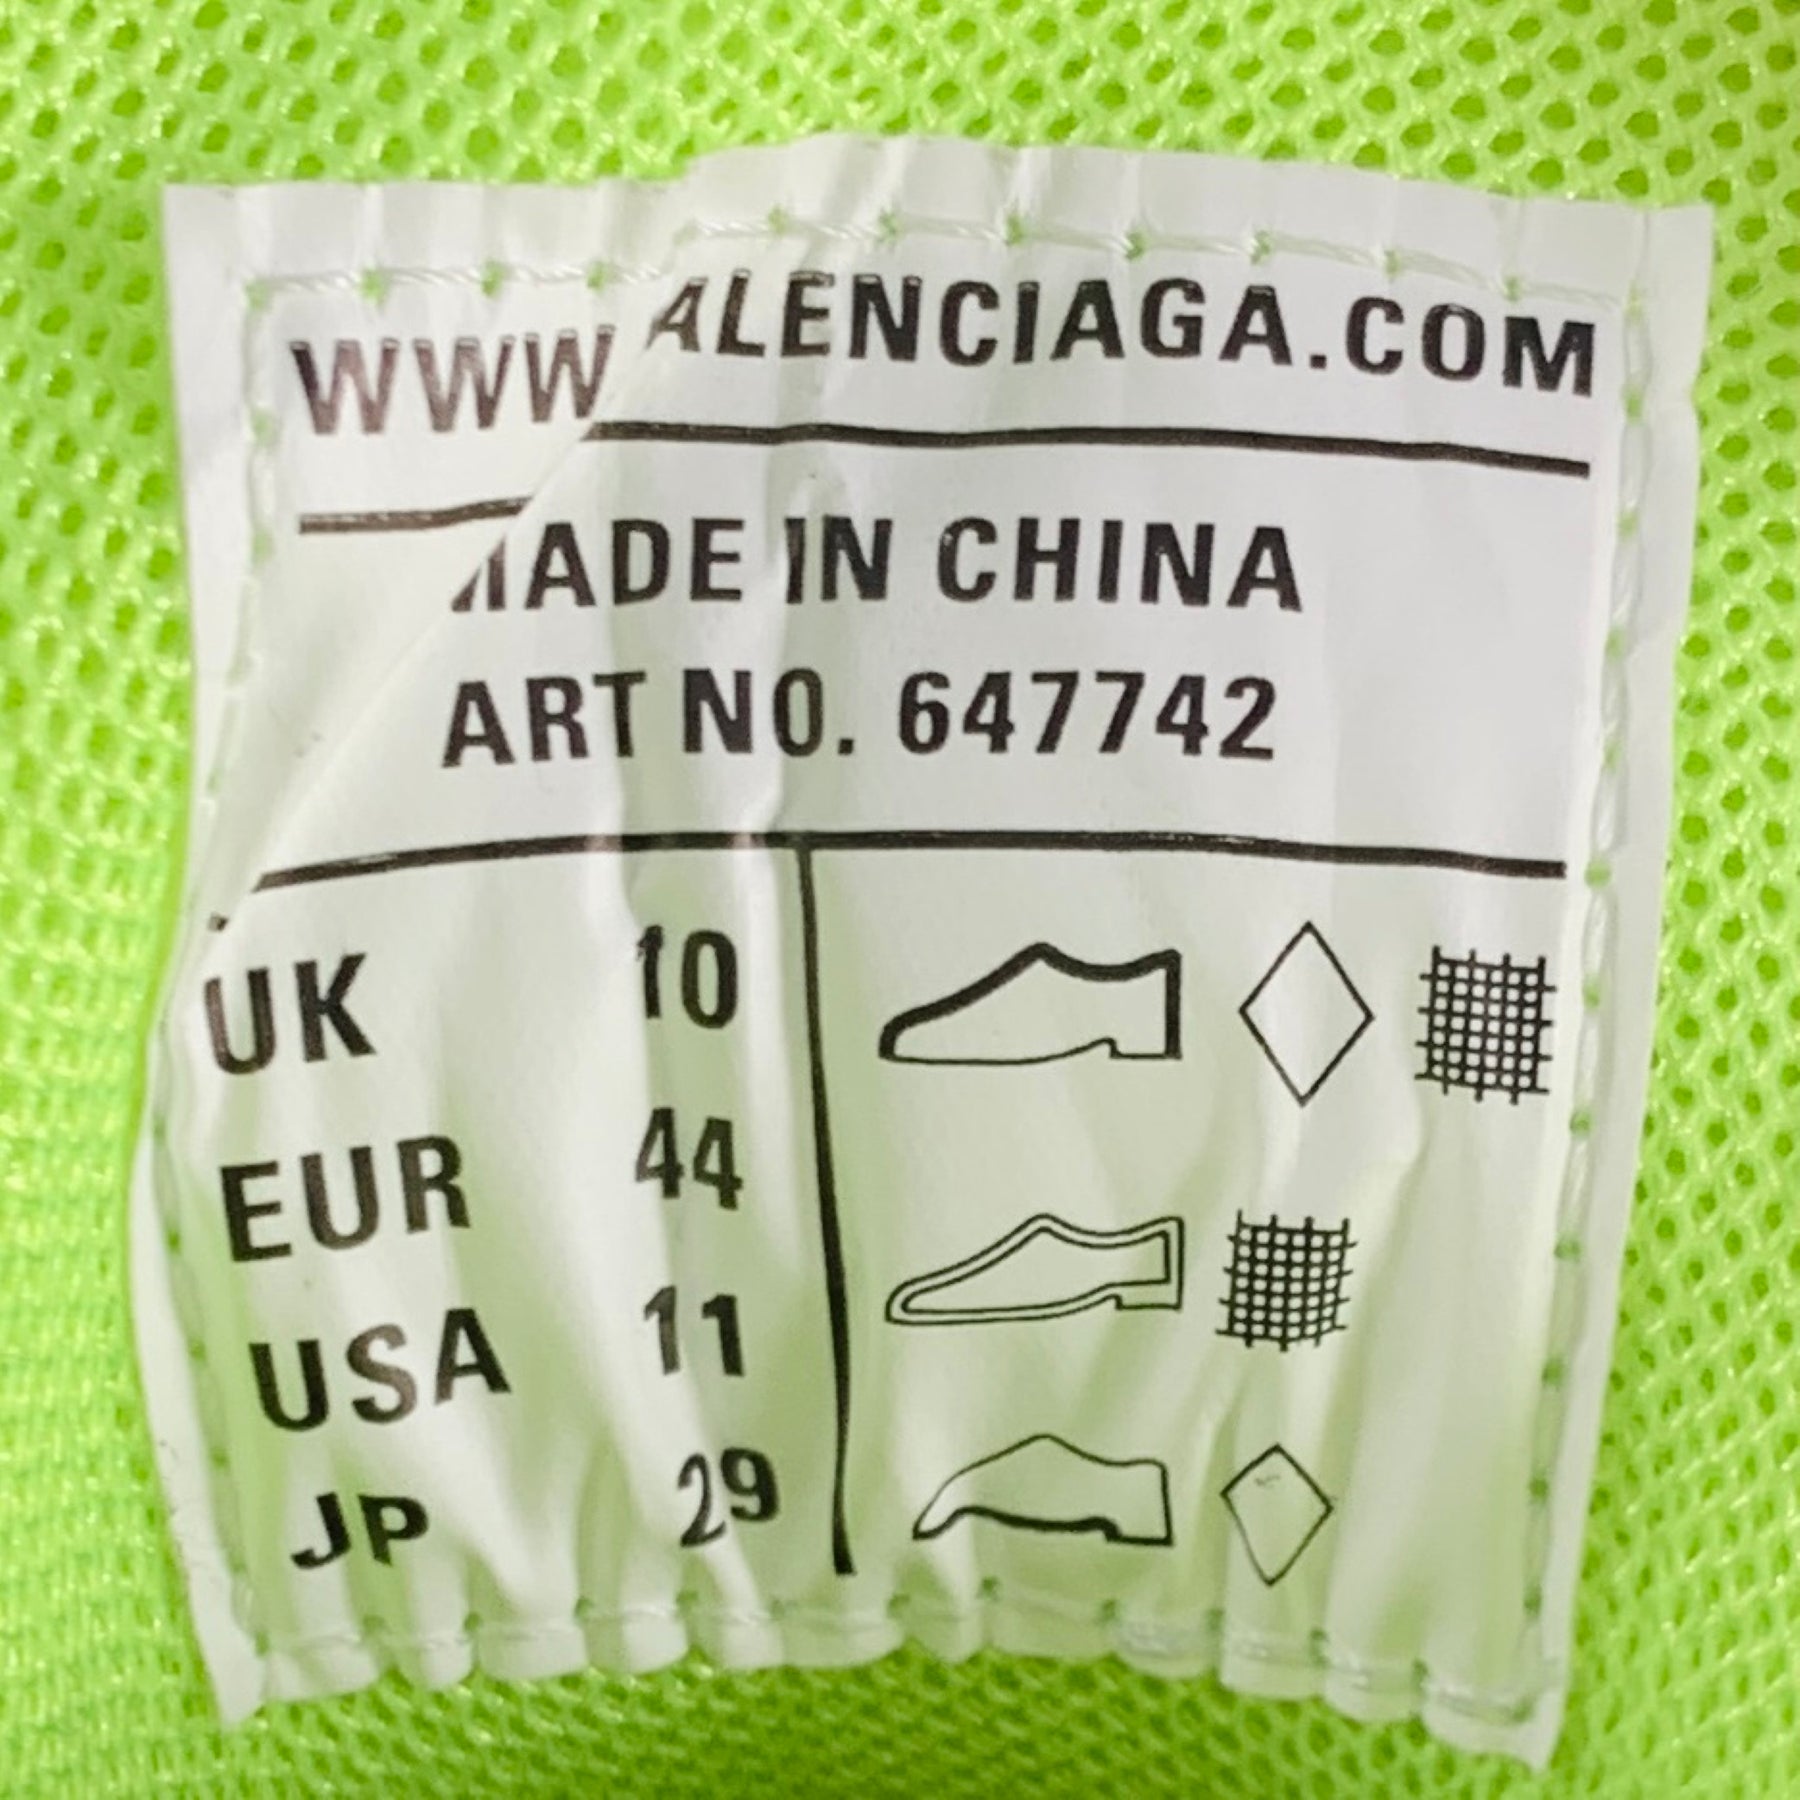 WWW ALENCIAGA.COM
MADE IN CHINA
ART NO. 647742
UK 10
EUR 44
USA 11
JP 29